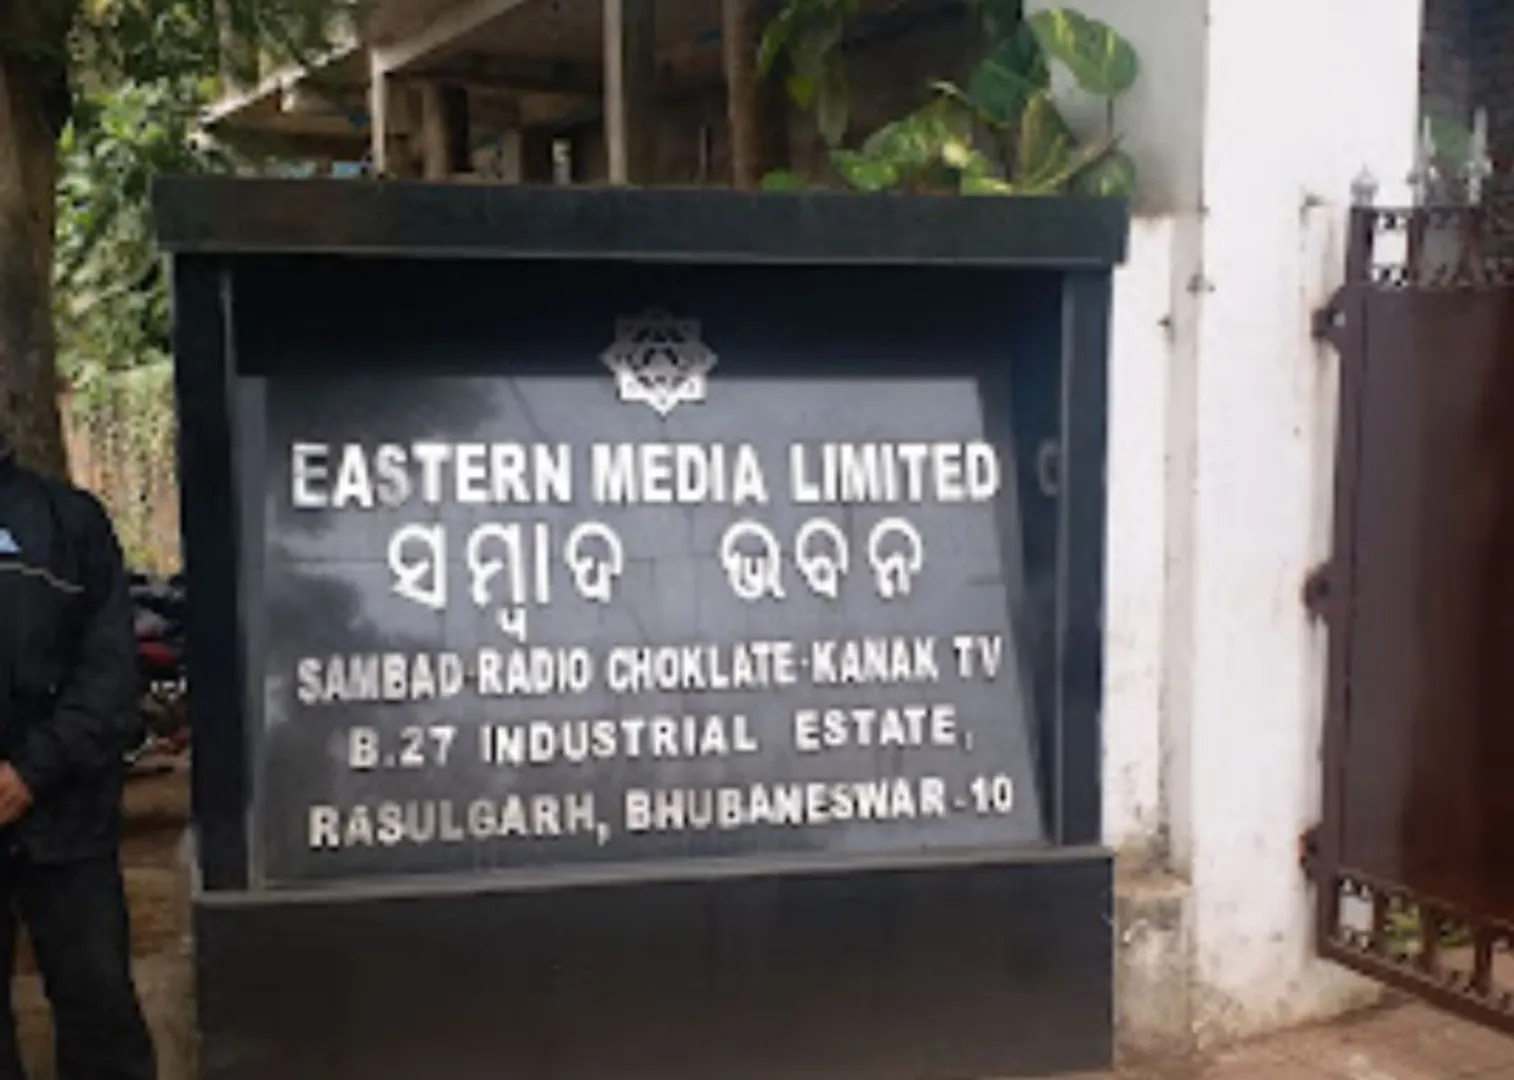 EASTERN MEDIA LIMITED
ସମ୍ବାଦ ଭବନ
SAMBAD·RADIO CHOKLATE·KANAK TV
B.27 INDUSTRIAL ESTATE,
RASULGARH, BHUBANESWAR-10